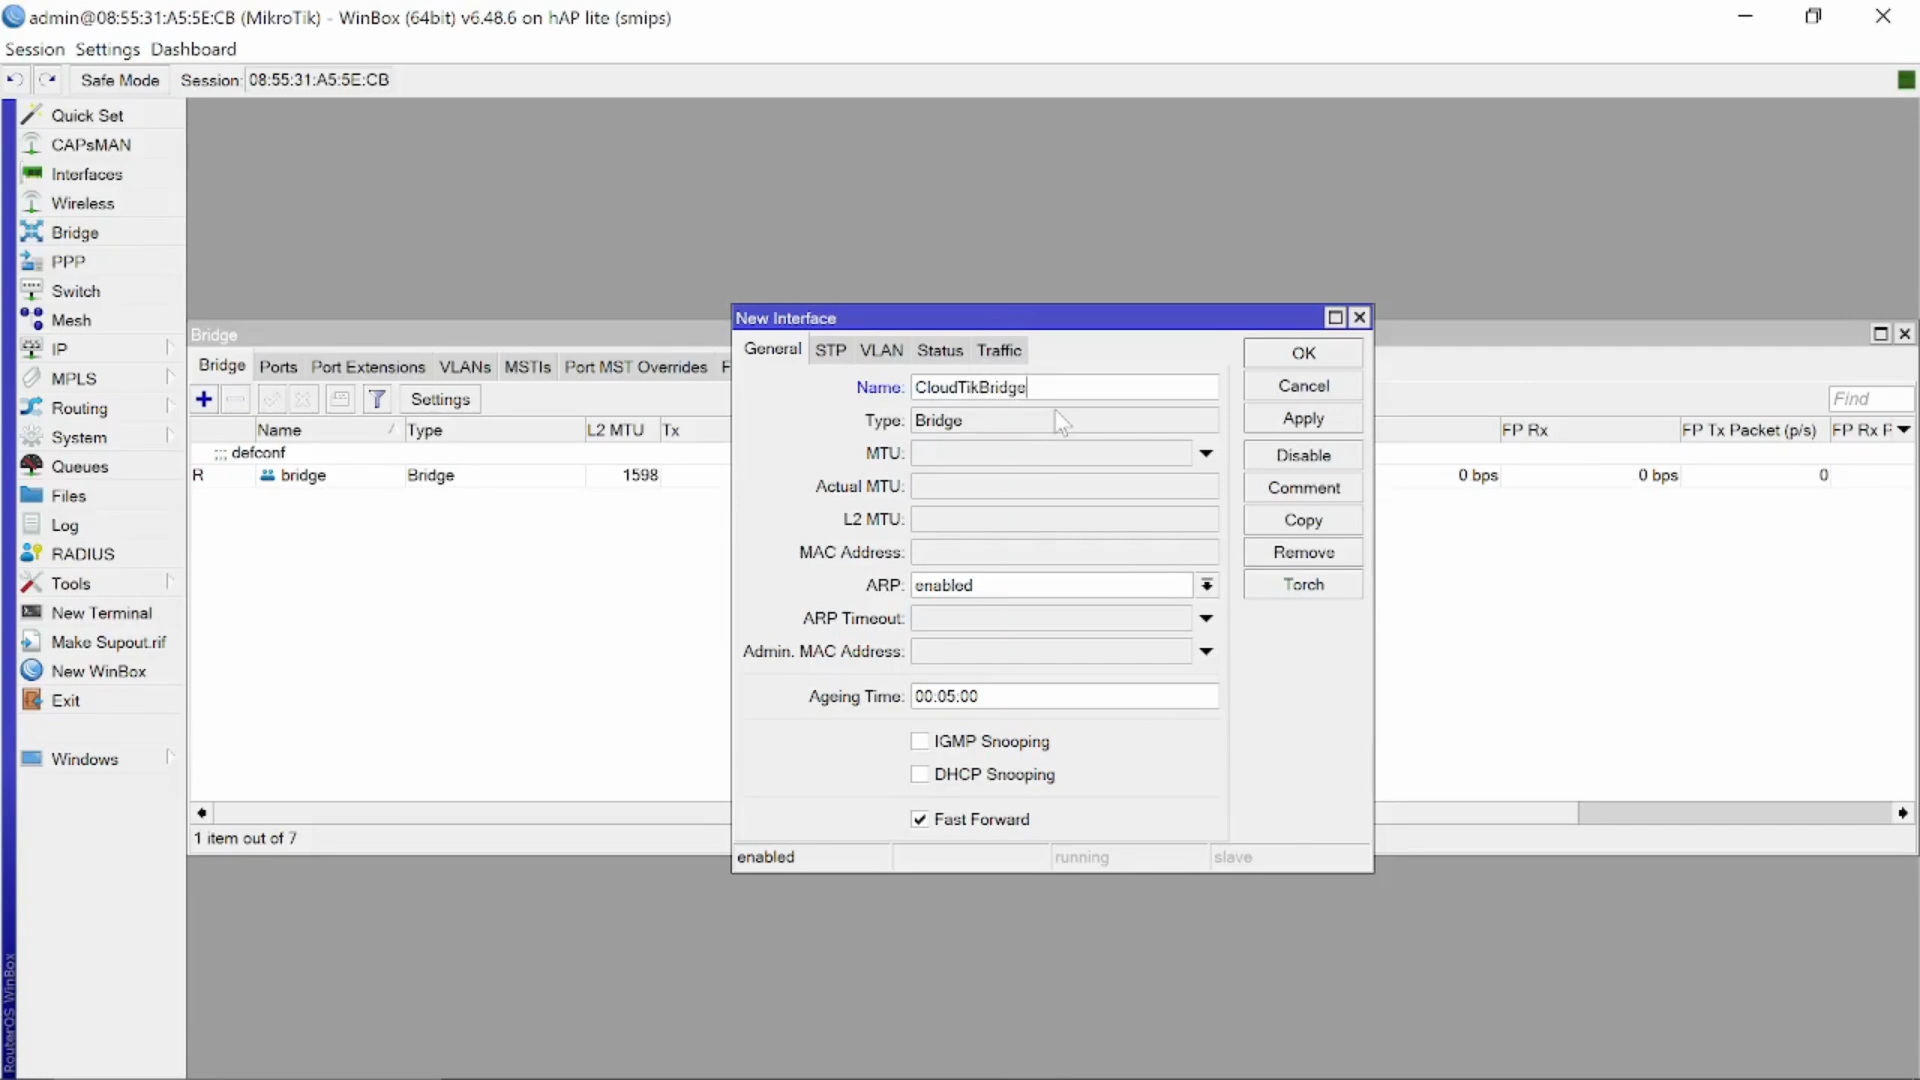 admin@08:55:31:A5:5E:CB (MikroTik) - WinBox (64bit) v6.48.6 on hAP lite (smips)
Session Settings Dashboard
Safe Mode Session: 08:55:31:A5:5E:CB
Quick Set
CAPsMAN
Interfaces
Wireless
Bridge
PPP
Switch
Mesh
IP
MPLS
Routing
System
Queues
Files
Log
RADIUS
Tools
New Terminal
Make Supout.rif
New WinBox
Exit
Windows
RouterOS WinBox
Bridge
Bridge Ports Port Extensions VLANs MSTIs Port MST Overrides F
Settings
Find
Name Type L2 MTU Tx FP Rx FP Tx Packet (p/s) FP Rx P
;;; defconf
R bridge Bridge 1598 0 bps 0 bps 0
1 item out of 7
New Interface
General STP VLAN Status Traffic
Name: CloudTikBridge
Type: Bridge
MTU:
Actual MTU:
L2 MTU:
MAC Address:
ARP: enabled
ARP Timeout:
Admin. MAC Address:
Ageing Time: 00:05:00
IGMP Snooping
DHCP Snooping
Fast Forward
OK
Cancel
Apply
Disable
Comment
Copy
Remove
Torch
enabled running slave